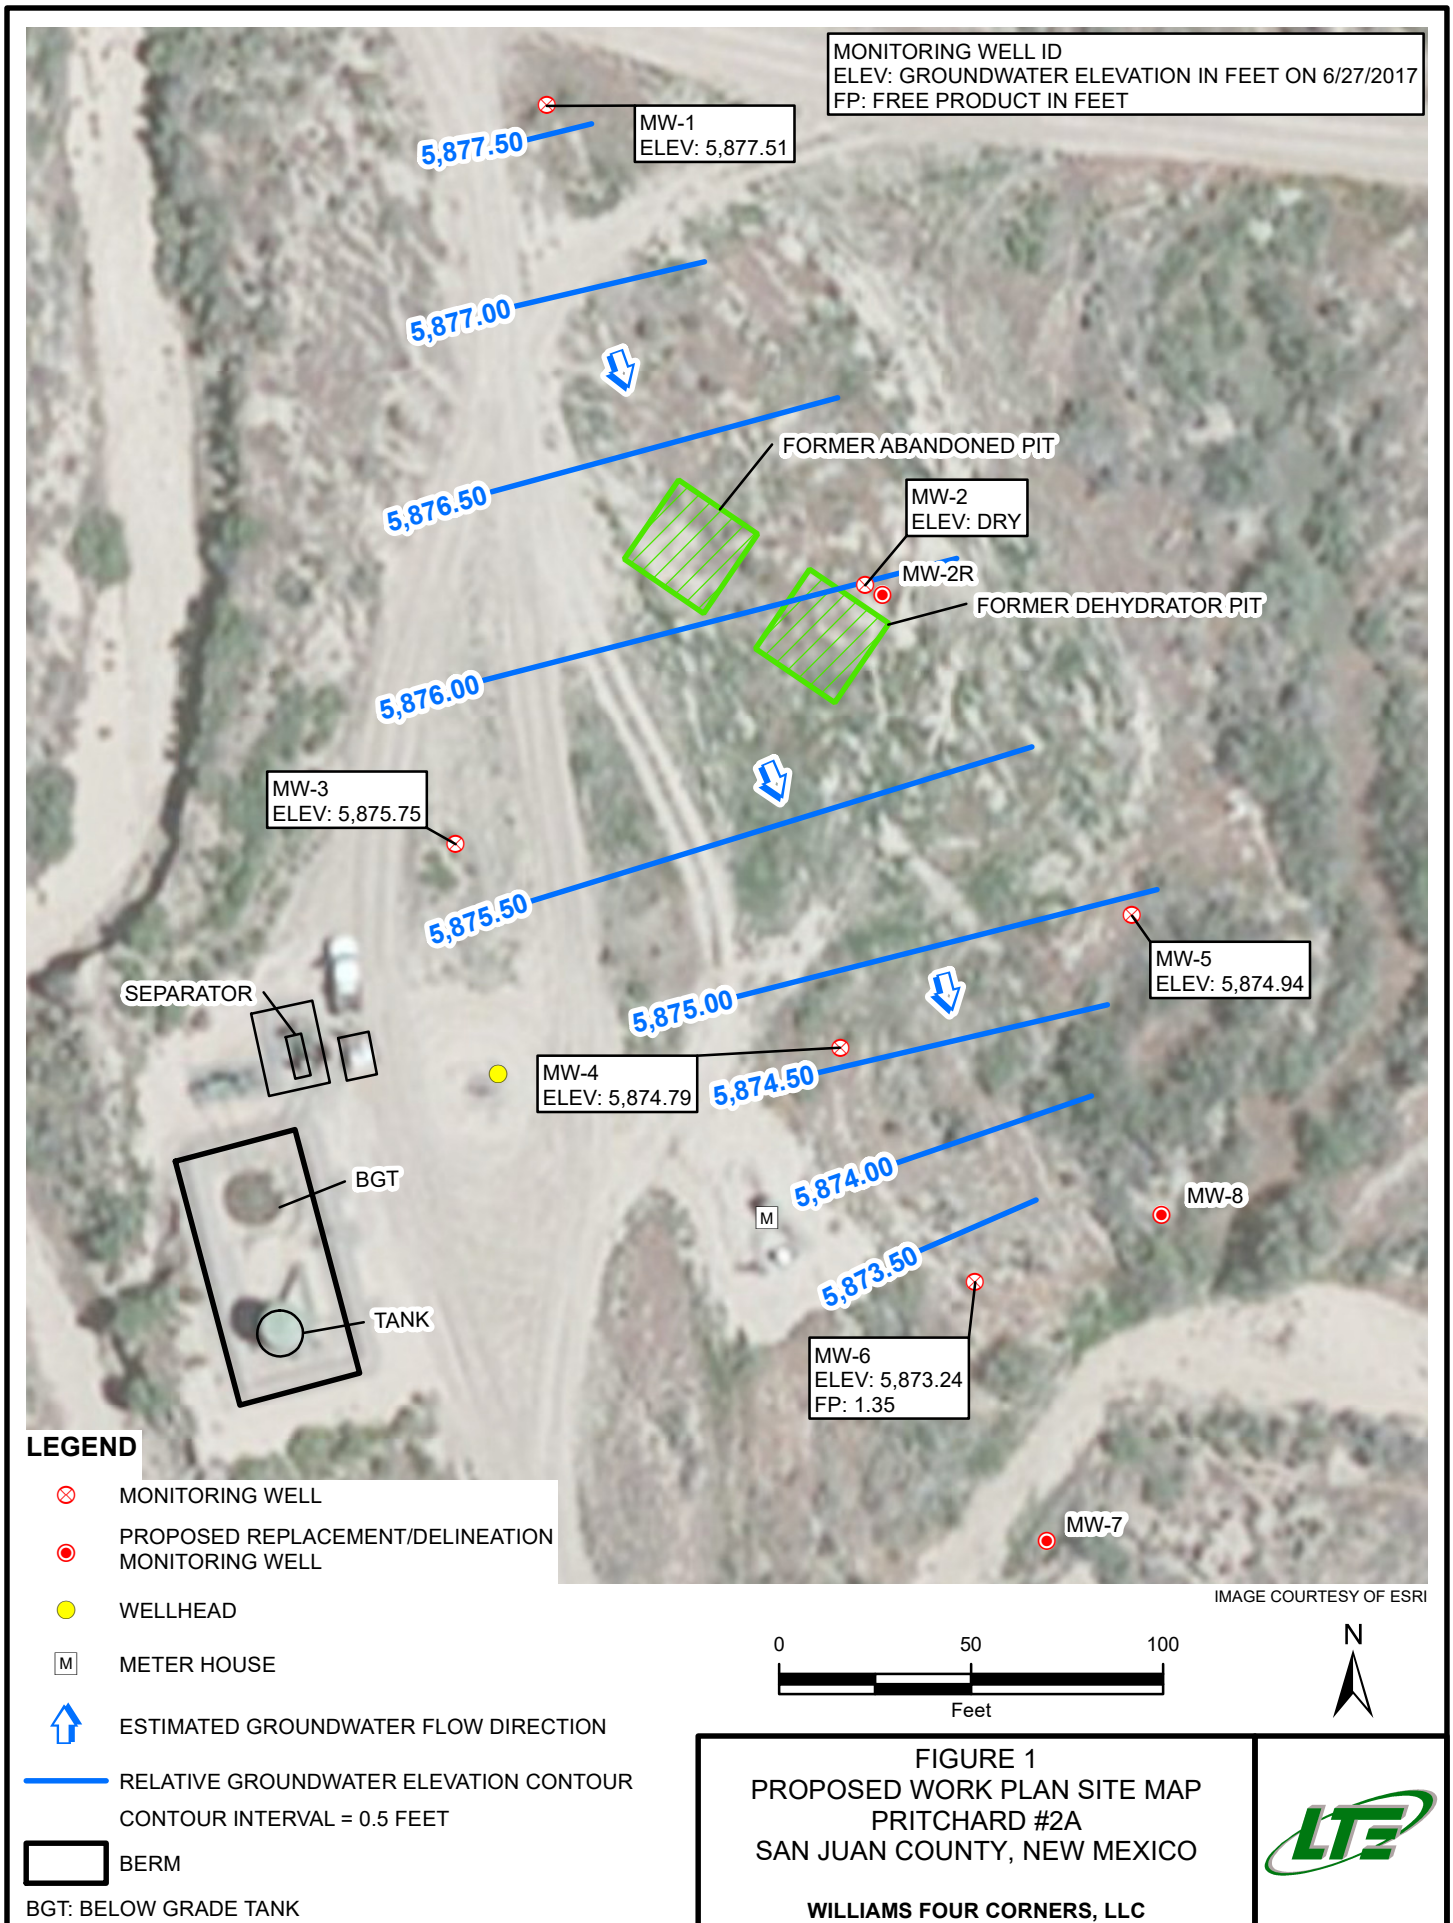 MONITORING WELL ID
ELEV: GROUNDWATER ELEVATION IN FEET ON 6/27/2017
FP: FREE PRODUCT IN FEET
MW-1
ELEV: 5,877.51
5,877.50
5,877.00
5,876.50
FORMER ABANDONED PIT
MW-2
ELEV: DRY
MW-2R
FORMER DEHYDRATOR PIT
5,876.00
MW-3
ELEV: 5,875.75
5,875.50
MW-5
ELEV: 5,874.94
SEPARATOR
5,875.00
MW-4
ELEV: 5,874.79
5,874.50
BGT
5,874.00
MW-8
M
5,873.50
TANK
MW-6
ELEV: 5,873.24
FP: 1.35
MW-7
LEGEND
MONITORING WELL
PROPOSED REPLACEMENT/DELINEATION
MONITORING WELL
WELLHEAD
M METER HOUSE
ESTIMATED GROUNDWATER FLOW DIRECTION
RELATIVE GROUNDWATER ELEVATION CONTOUR
CONTOUR INTERVAL = 0.5 FEET
BERM
BGT: BELOW GRADE TANK
IMAGE COURTESY OF ESRI
0 50 100
Feet
N
FIGURE 1
PROPOSED WORK PLAN SITE MAP
PRITCHARD #2A
SAN JUAN COUNTY, NEW MEXICO
WILLIAMS FOUR CORNERS, LLC
LTE